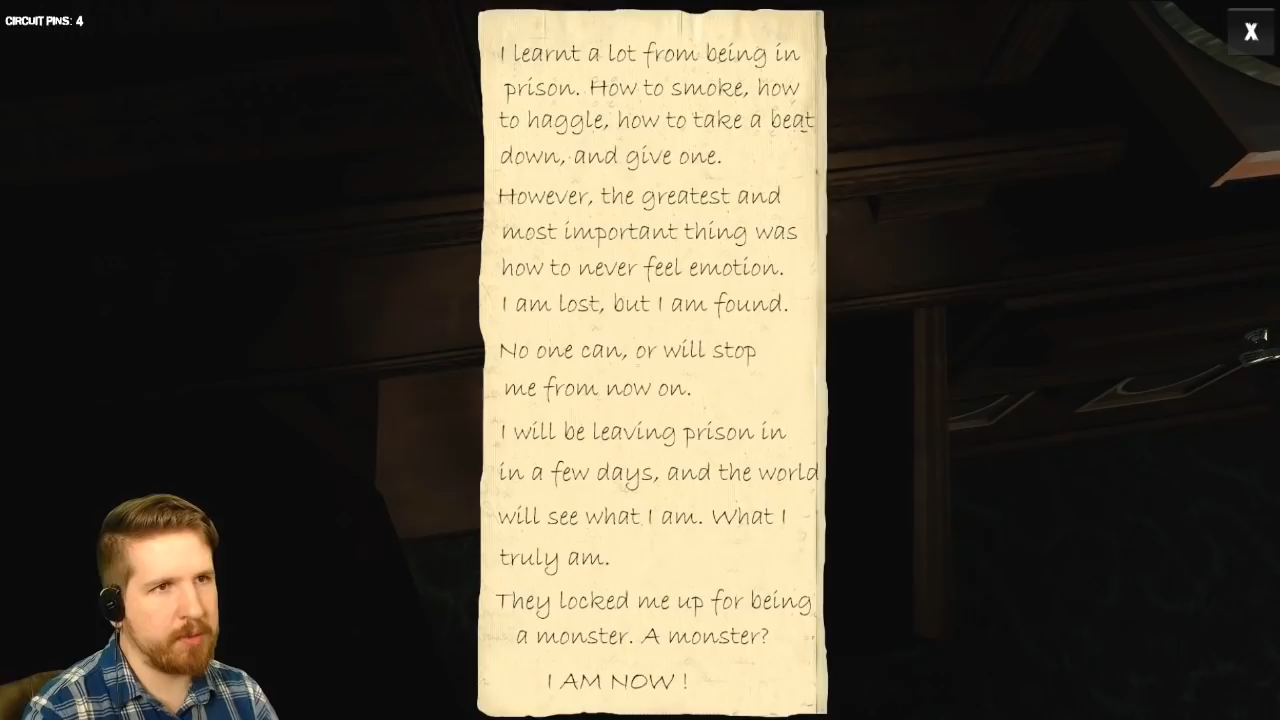 CIRCUIT PINS: 4
X
I learnt a lot from being in
prison. How to smoke, how
to haggle, how to take a beat
down, and give one.
However, the greatest and
most important thing was
how to never feel emotion.
I am lost, but I am found.
No one can, or will stop
me from now on.
I will be leaving prison in
in a few days, and the world
will see what I am. What I
truly am.
They locked me up for being
a monster. A monster?
I AM NOW !